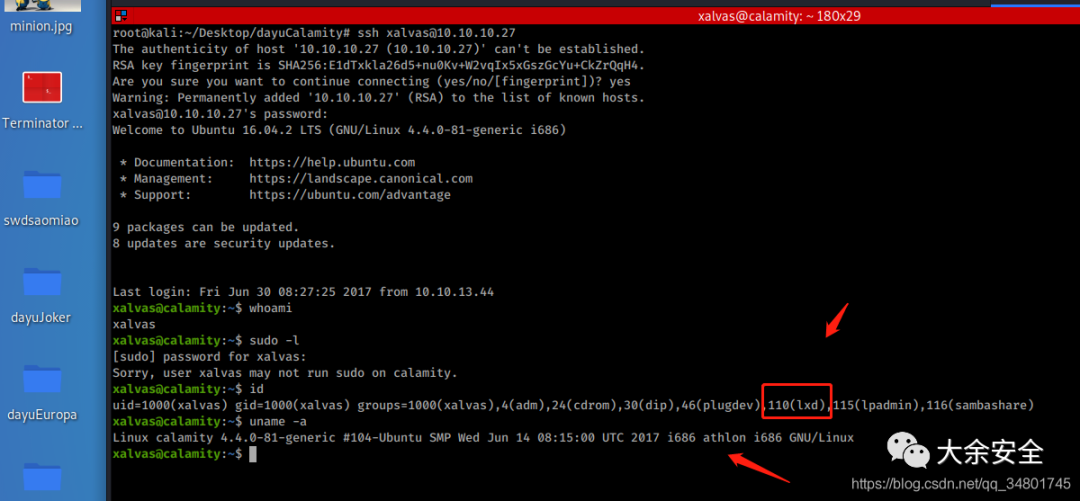 minion.jpg
Terminator ...
swdsaomiao
dayuJoker
dayuEuropa
xalvas@calamity: ~ 180x29
root@kali:~/Desktop/dayuCalamity# ssh xalvas@10.10.10.27
The authenticity of host '10.10.10.27 (10.10.10.27)' can't be established.
RSA key fingerprint is SHA256:E1dTxkla26d5+nu0Kv+W2vqIx5xGszGcYu+CkZrQqH4.
Are you sure you want to continue connecting (yes/no/[fingerprint])? yes
Warning: Permanently added '10.10.10.27' (RSA) to the list of known hosts.
xalvas@10.10.10.27's password:
Welcome to Ubuntu 16.04.2 LTS (GNU/Linux 4.4.0-81-generic i686)
* Documentation:  https://help.ubuntu.com
* Management:     https://landscape.canonical.com
* Support:        https://ubuntu.com/advantage
9 packages can be updated.
8 updates are security updates.
Last login: Fri Jun 30 08:27:25 2017 from 10.10.13.44
xalvas@calamity:~$ whoami
xalvas
xalvas@calamity:~$ sudo -l
[sudo] password for xalvas:
Sorry, user xalvas may not run sudo on calamity.
xalvas@calamity:~$ id
uid=1000(xalvas) gid=1000(xalvas) groups=1000(xalvas),4(adm),24(cdrom),30(dip),46(plugdev),110(lxd),115(lpadmin),116(sambashare)
xalvas@calamity:~$ uname -a
Linux calamity 4.4.0-81-generic #104-Ubuntu SMP Wed Jun 14 08:15:00 UTC 2017 i686 athlon i686 GNU/Linux
xalvas@calamity:~$
大余安全
https://blog.csdn.net/qq_34801745